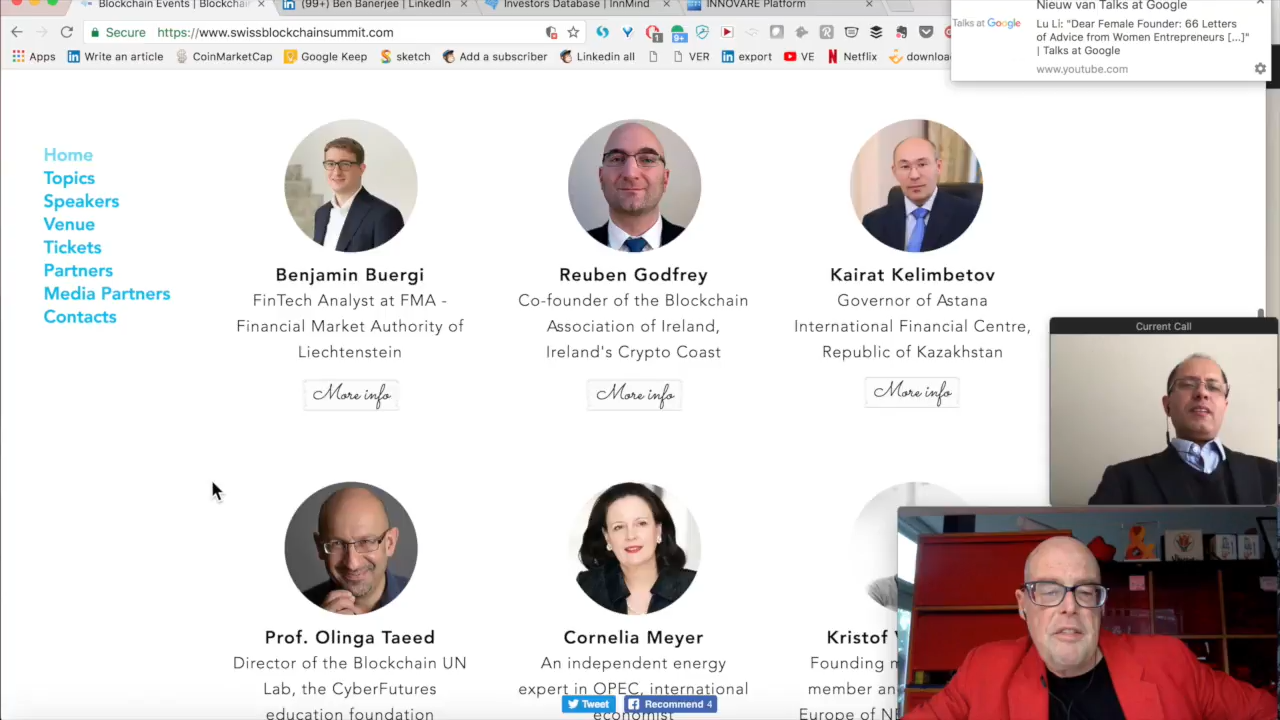 Blockchain Events | Blockchain
(99+) Ben Banerjee | LinkedIn
Investors Database | InnMind
INNOVARE Platform
Nieuw van Talks at Google
Talks at Google
Lu Li: "Dear Female Founder: 66 Letters
of Advice from Women Entrepreneurs [...]"
| Talks at Google
www.youtube.com
Secure
https://www.swissblockchainsummit.com
Apps
Write an article
CoinMarketCap
Google Keep
sketch
Add a subscriber
Linkedin all
VER
export
VE
Netflix
Home
Topics
Speakers
Venue
Tickets
Partners
Media Partners
Contacts
Benjamin Buergi
FinTech Analyst at FMA -
Financial Market Authority of
Liechtenstein
More info
Reuben Godfrey
Co-founder of the Blockchain
Association of Ireland,
Ireland's Crypto Coast
More info
Kairat Kelimbetov
Governor of Astana
International Financial Centre,
Republic of Kazakhstan
More info
Current Call
Prof. Olinga Taeed
Director of the Blockchain UN
Lab, the CyberFutures
education foundation
Cornelia Meyer
An independent energy
expert in OPEC, international
economist
Kristof
Founding
member an
Europe of
Tweet
Recommend 4